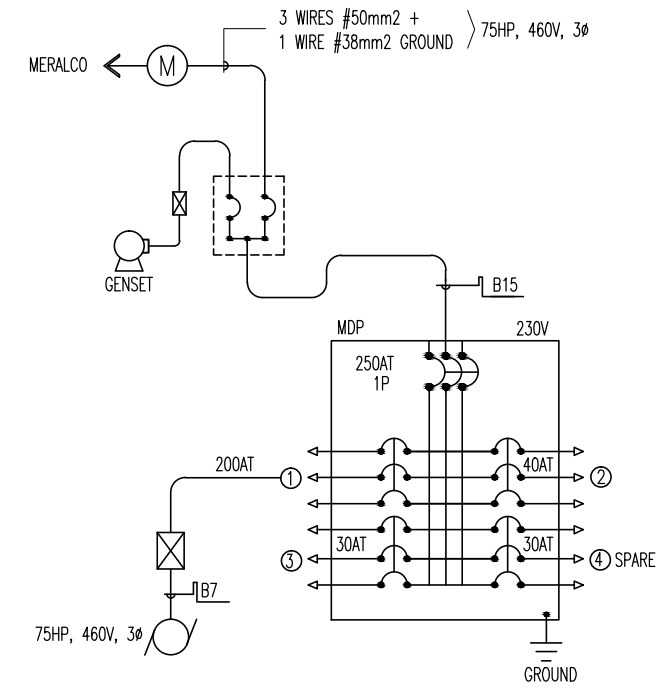 3 WIRES #50mm2 +
1 WIRE #38mm2 GROUND
75HP, 460V, 3ø
MERALCO
M
GENSET
B15
MDP
230V
250AT
1P
200AT
1
40AT
2
30AT
3
30AT
4 SPARE
B7
75HP, 460V, 3ø
GROUND